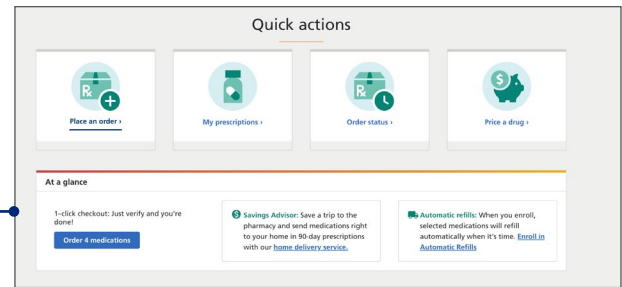 Quick actions
Rx
Rx
$
Place an order ›
My prescriptions ›
Order status ›
Price a drug ›
At a glance
1–click checkout: Just verify and you're
done!
Order 4 medications
$ Savings Advisor: Save a trip to the
pharmacy and send medications right
to your home in 90-day prescriptions
with our home delivery service.
Automatic refills: When you enroll,
selected medications will refill
automatically when it's time. Enroll in
Automatic Refills